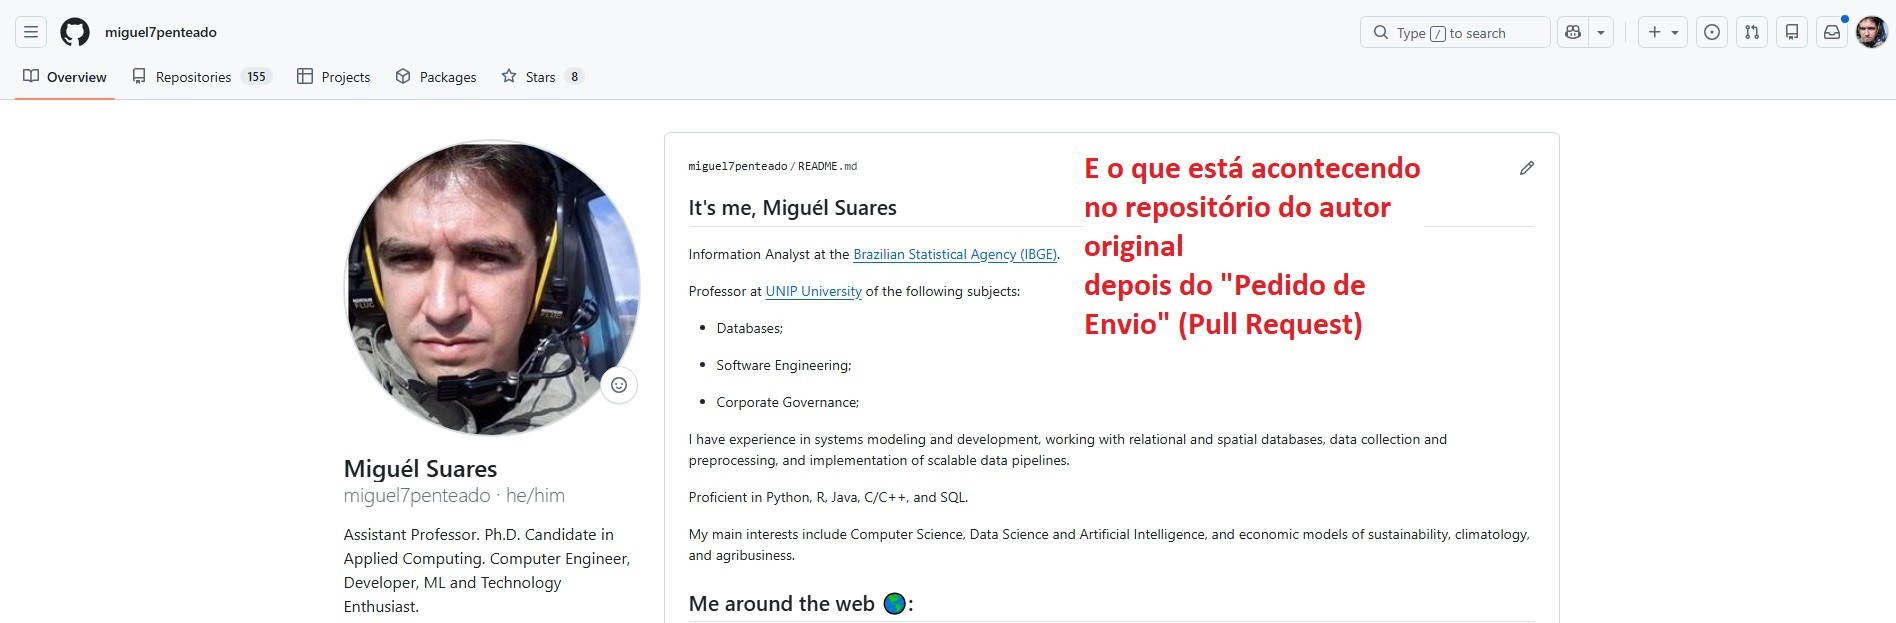 miguel7penteado
Type / to search
Overview
Repositories 155
Projects
Packages
Stars 8
miguel7penteado/README.md
It's me, Miguél Suares
Information Analyst at the Brazilian Statistical Agency (IBGE).
Professor at UNIP University of the following subjects:
Databases;
Software Engineering;
Corporate Governance;
I have experience in systems modeling and development, working with relational and spatial databases, data collection and
preprocessing, and implementation of scalable data pipelines.
Proficient in Python, R, Java, C/C++, and SQL.
My main interests include Computer Science, Data Science and Artificial Intelligence, and economic models of sustainability, climatology,
and agribusiness.
Me around the web 🌎:
E o que está acontecendo
no repositório do autor
original
depois do "Pedido de
Envio" (Pull Request)
Miguél Suares
miguel7penteado · he/him
Assistant Professor. Ph.D. Candidate in
Applied Computing. Computer Engineer,
Developer, ML and Technology
Enthusiast.